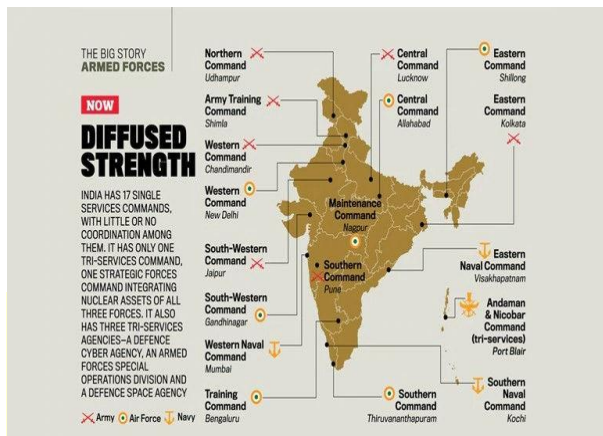 THE BIG STORY
ARMED FORCES
NOW
DIFFUSED
STRENGTH
INDIA HAS 17 SINGLE
SERVICES COMMANDS,
WITH LITTLE OR NO
COORDINATION AMONG
THEM. IT HAS ONLY ONE
TRI-SERVICES COMMAND,
ONE STRATEGIC FORCES
COMMAND INTEGRATING
NUCLEAR ASSETS OF ALL
THREE FORCES. IT ALSO
HAS THREE TRI-SERVICES
AGENCIES—A DEFENCE
CYBER AGENCY, AN ARMED
FORCES SPECIAL
OPERATIONS DIVISION AND
A DEFENCE SPACE AGENCY
Army Air Force Navy
Northern
Command
Udhampur
Army Training
Command
Shimla
Western
Command
Chandimandir
Western
Command
New Delhi
South-Western
Command
Jaipur
South-Western
Command
Gandhinagar
Western Naval
Command
Mumbai
Training
Command
Bengaluru
Central
Command
Lucknow
Central
Command
Allahabad
Maintenance
Command
Nagpur
Southern
Command
Pune
Southern
Command
Thiruvananthapuram
Eastern
Command
Shillong
Eastern
Command
Kolkata
Eastern
Naval Command
Visakhapatnam
Andaman
& Nicobar
Command
(tri-services)
Port Blair
Southern
Naval
Command
Kochi